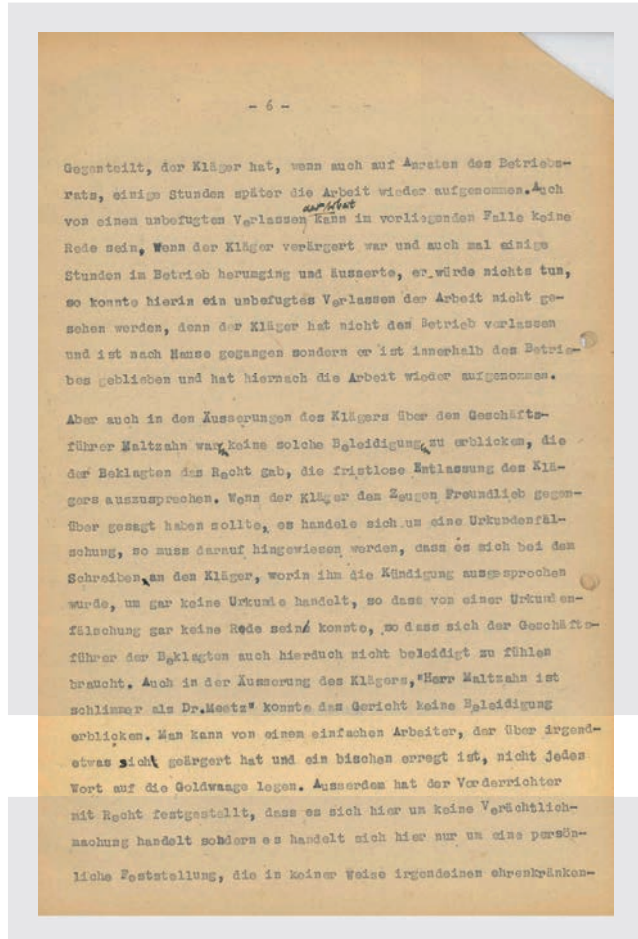 - 6 -
Gegenteilt, der Kläger hat, wenn auch auf Anraten des Betriebs-
rats, einige Stunden später die Arbeit wieder aufgenommen. Auch
der Arbeit
von einem unbefugten Verlassen kann im vorliegenden Falle keine
Rede sein, Wenn der Kläger verärgert war und auch mal einige
Stunden im Betrieb herumging und äusserte, er würde nichts tun,
so konnte hierin ein unbefugtes Verlassen der Arbeit nicht ge-
sehen werden, denn der Kläger hat nicht den Betrieb verlassen
und ist nach Hause gegangen sondern er ist innerhalb des Betrie-
bes geblieben und hat hiernach die Arbeit wieder aufgenommen.
Aber auch in den Äusserungen des Klägers über den Geschäfts-
führer Maltzahn war keine solche Beleidigung zu erblicken, die
der Beklagten das Recht gab, die fristlose Entlassung des Klä-
gers auszusprechen. Wenn der Kläger dem Zeugen Freundlieb gegen-
über gesagt haben sollte, es handele sich um eine Urkundenfäl-
schung, so muss darauf hingewiesen werden, dass es sich bei dem
Schreiben an den Kläger, worin ihm die Kündigung ausgesprochen
wurde, um gar keine Urkunde handelt, so dass von einer Urkunden-
fälschung gar keine Rede sein konnte, so dass sich der Geschäfts-
führer der Beklagten auch hierduch nicht beleidigt zu fühlen
braucht. Auch in der Äusserung des Klägers, "Herr Maltzahn ist
schlimmer als Dr.Meetz" konnte das Gericht keine Beleidigung
erblicken. Man kann von einem einfachen Arbeiter, der über irgend-
etwas sich geärgert hat und ein bischen erregt ist, nicht jedes
Wort auf die Goldwaage legen. Ausserdem hat der Vorderrichter
mit Recht festgestellt, dass es sich hier um keine Verächtlich-
machung handelt sondern es handelt sich hier nur um eine persön-
liche Feststellung, die in keiner Weise irgendeinen ehrenkränken-